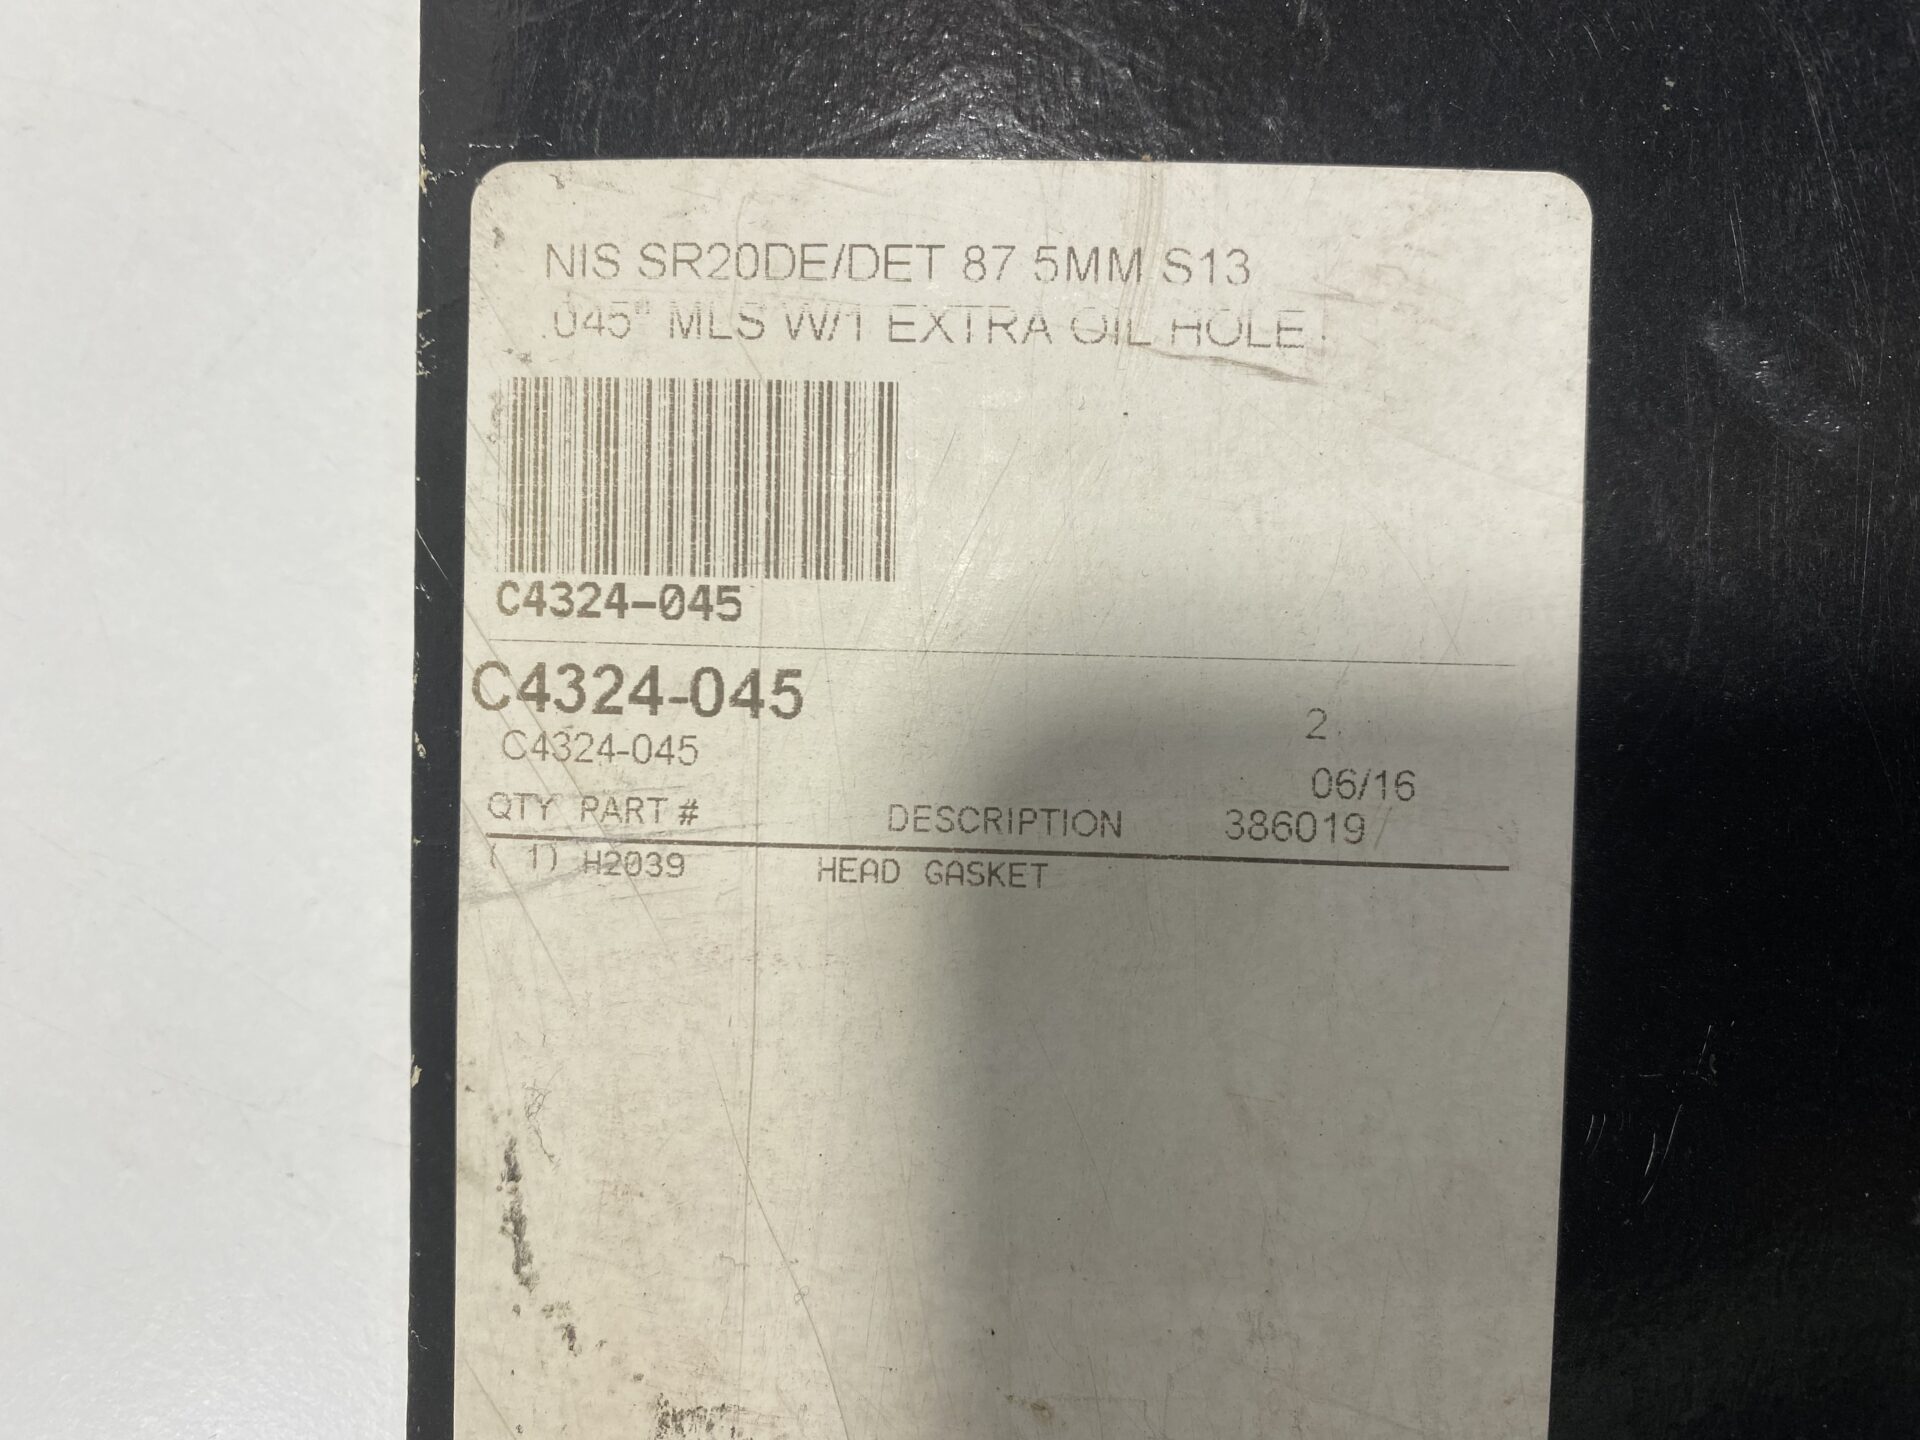 NIS SR20DE/DET 87 5MM S13
.045" MLS W/1 EXTRA OIL HOLE
C4324-045
C4324-045
2
C4324-045
06/16
QTY PART # DESCRIPTION 386019
( 1) H2039 HEAD GASKET